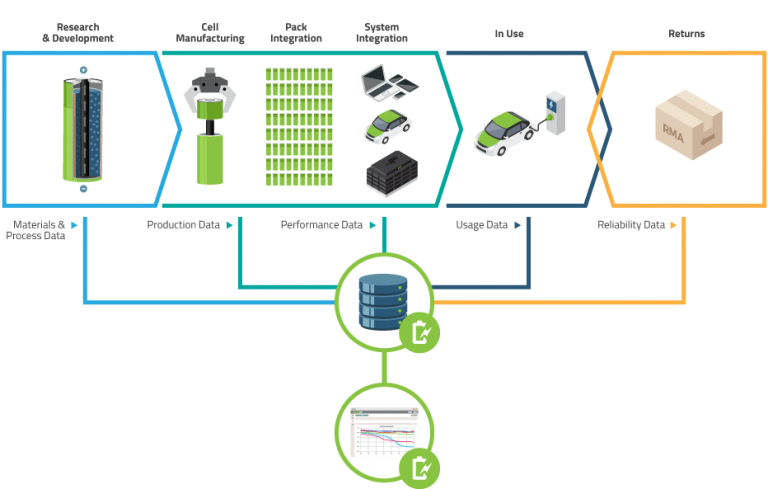 Research
& Development
Cell
Manufacturing
Pack
Integration
System
Integration
In Use
Returns
RMA
Materials &
Process Data
Production Data
Performance Data
Usage Data
Reliability Data